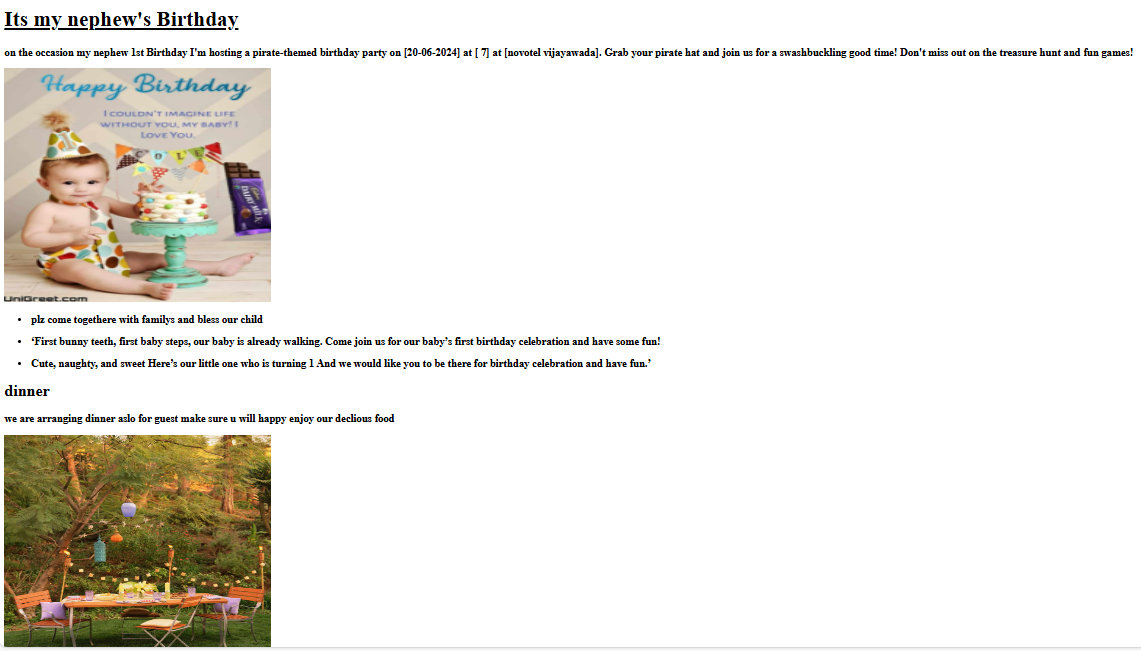 Its my nephew's Birthday
on the occasion my nephew 1st Birthday I'm hosting a pirate-themed birthday party on [20-06-2024] at [ 7] at [novotel vijayawada]. Grab your pirate hat and join us for a swashbuckling good time! Don't miss out on the treasure hunt and fun games!
Happy Birthday
I COULDN'T IMAGINE LIFE
WITHOUT YOU, MY BABY! I
LOVE YOU.
COLE
Cadbury
DAIRY MILK
UniGreet.com
• plz come togethere with familys and bless our child
• ‘First bunny teeth, first baby steps, our baby is already walking. Come join us for our baby’s first birthday celebration and have some fun!
• Cute, naughty, and sweet Here’s our little one who is turning 1 And we would like you to be there for birthday celebration and have fun.’
dinner
we are arranging dinner aslo for guest make sure u will happy enjoy our declious food